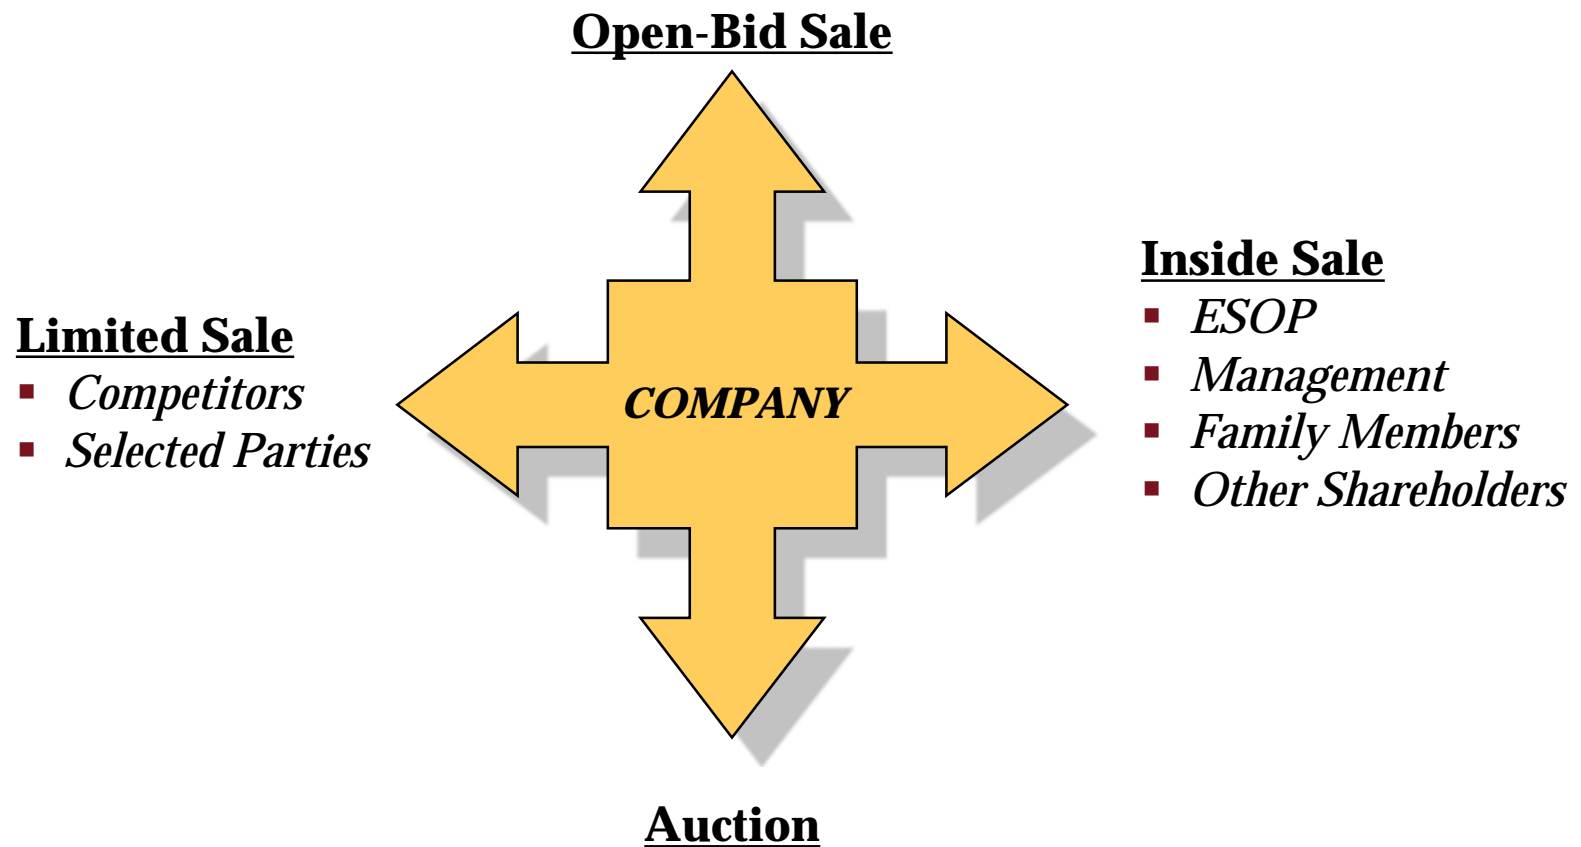 Open-Bid Sale
Limited Sale
Competitors
Selected Parties
COMPANY
Inside Sale
ESOP
Management
Family Members
Other Shareholders
Auction